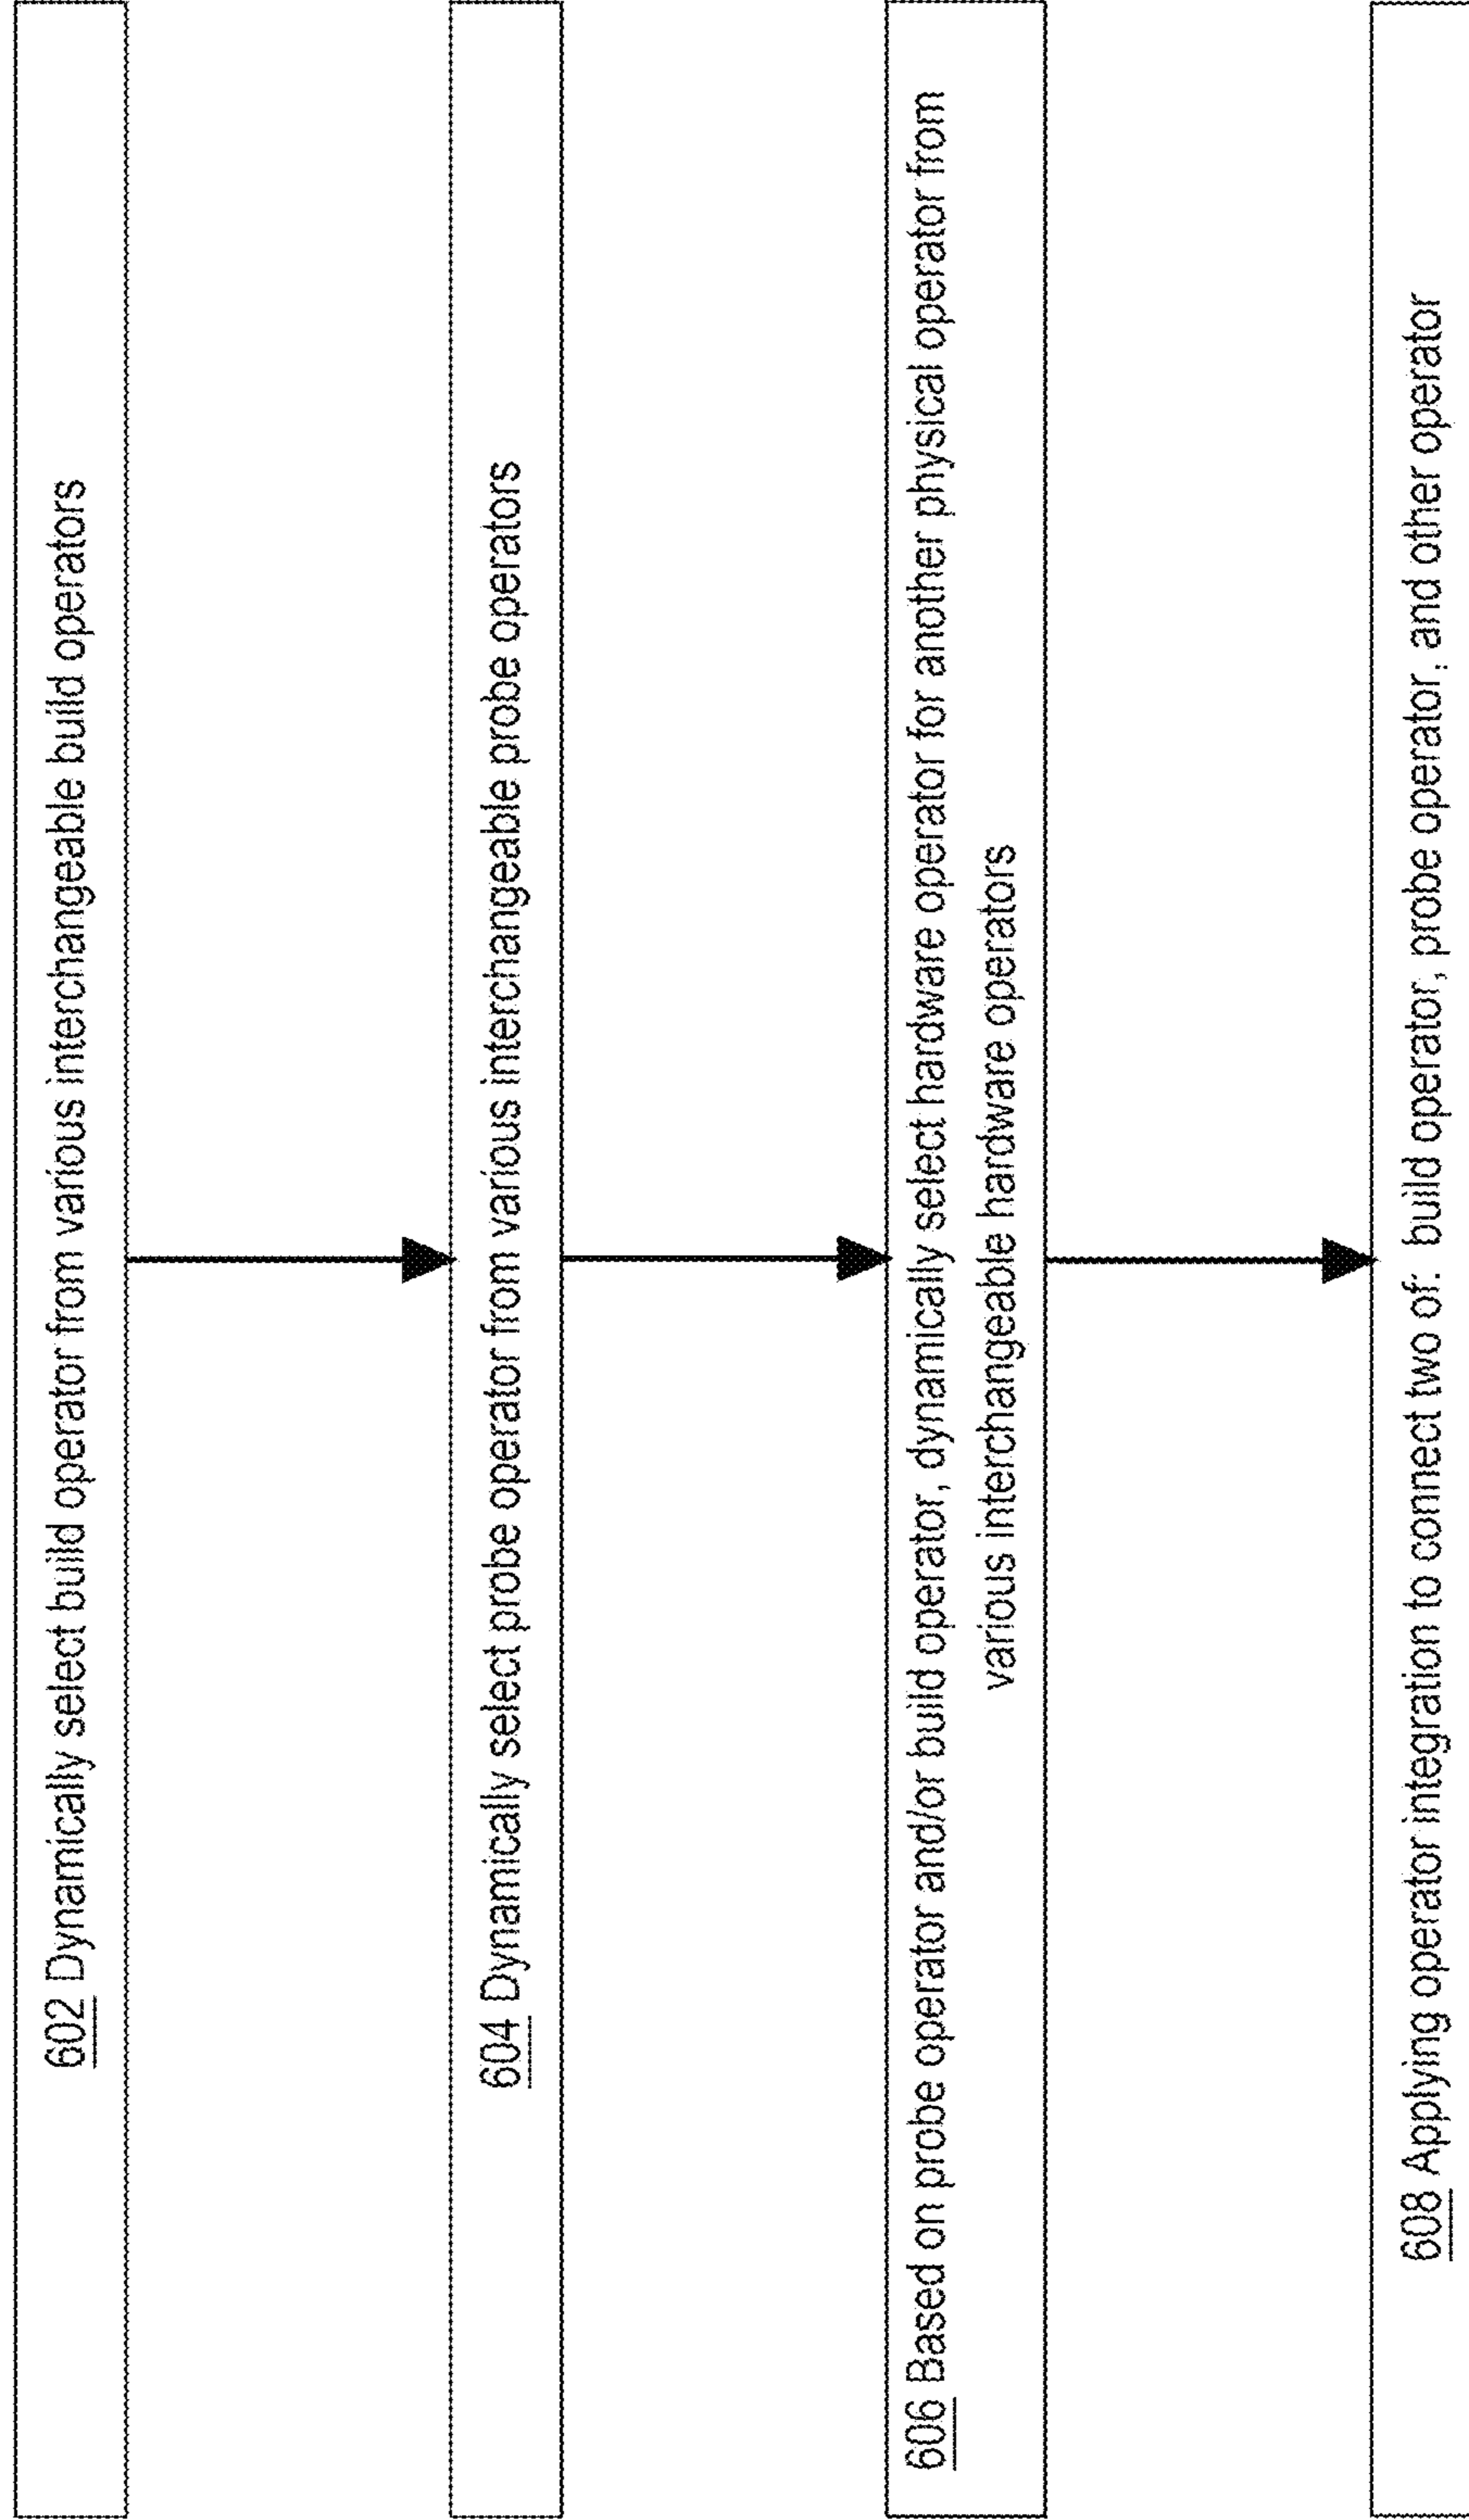 602 Dynamically select build operator from various interchangeable build operators
604 Dynamically select probe operator from various interchangeable probe operators
606 Based on probe operator and/or build operator, dynamically select hardware operator for another physical operator from
various interchangeable hardware operators
608 Applying operator integration to connect two of: build operator, probe operator, and other operator